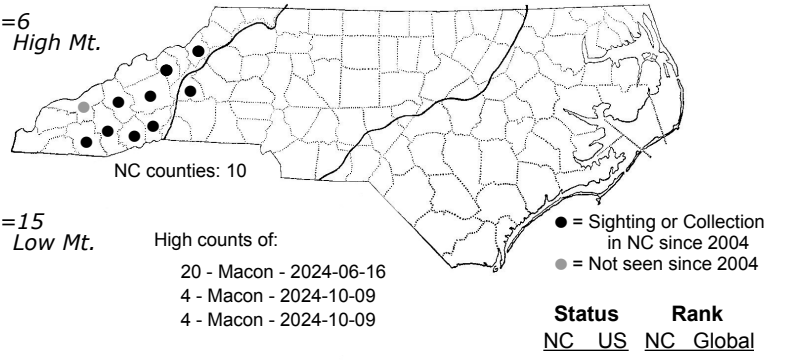 =6
High Mt.
NC counties: 10
=15
Low Mt.
High counts of:
20 - Macon - 2024-06-16
4 - Macon - 2024-10-09
4 - Macon - 2024-10-09
= Sighting or Collection
in NC since 2004
= Not seen since 2004
Status Rank
NC US NC Global